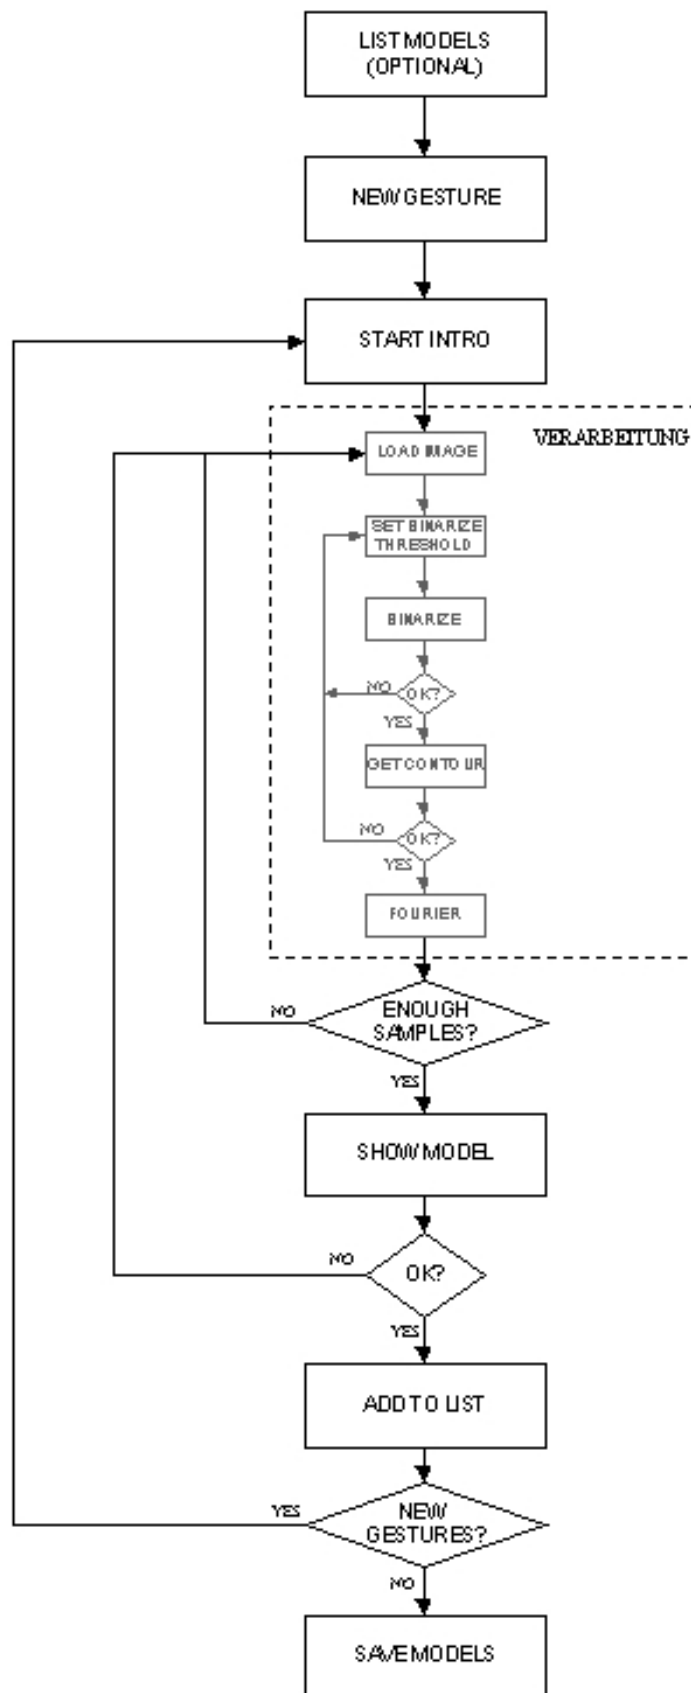 LIST MODELS
(OPTIONAL)
NEW GESTURE
START INTRO
VERARBEITUNG
LOAD IMAGE
SET BINARIZE
THRESHOLD
BINARIZE
NO
OK?
YES
GET CONTOUR
NO
OK?
YES
FOURIER
NO
ENOUGH
SAMPLES?
YES
SHOW MODEL
NO
OK?
YES
ADD TO LIST
YES
NEW
GESTURES?
NO
SAVE MODELS